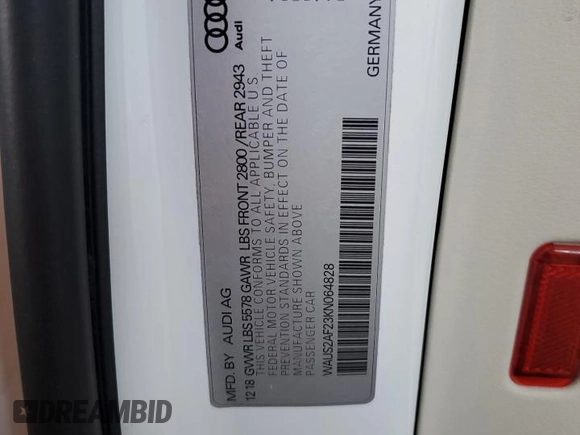 Audi
MFD. BY AUDI AG
12 18 GVWR LBS 5578 GAWR LBS FRONT 2800 /REAR 2943
THIS VEHICLE CONFORMS TO ALL APPLICABLE U S
FEDERAL MOTOR VEHICLE SAFETY, BUMPER AND THEFT
PREVENTION STANDARDS IN EFFECT ON THE DATE OF
MANUFACTURE SHOWN ABOVE
PASSENGER CAR
WAUS2AF23KN064828
GERMANY
DREAMBID